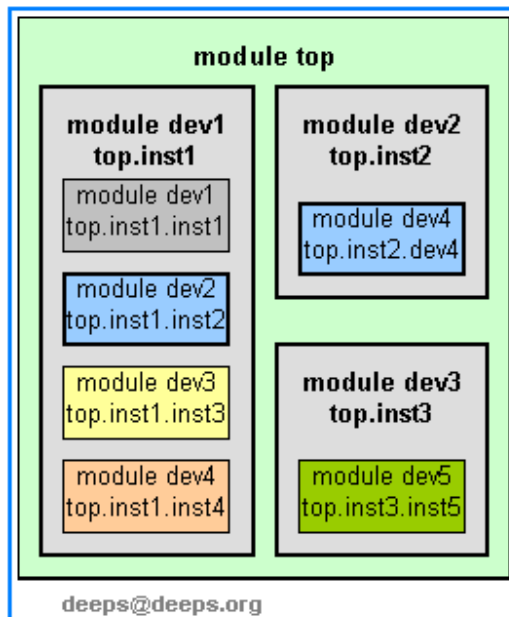 module top
module dev1
top.inst1
module dev1
top.inst1.inst1
module dev2
top.inst1.inst2
module dev3
top.inst1.inst3
module dev4
top.inst1.inst4
module dev2
top.inst2
module dev4
top.inst2.dev4
module dev3
top.inst3
module dev5
top.inst3.inst5
deeps@deeps.org